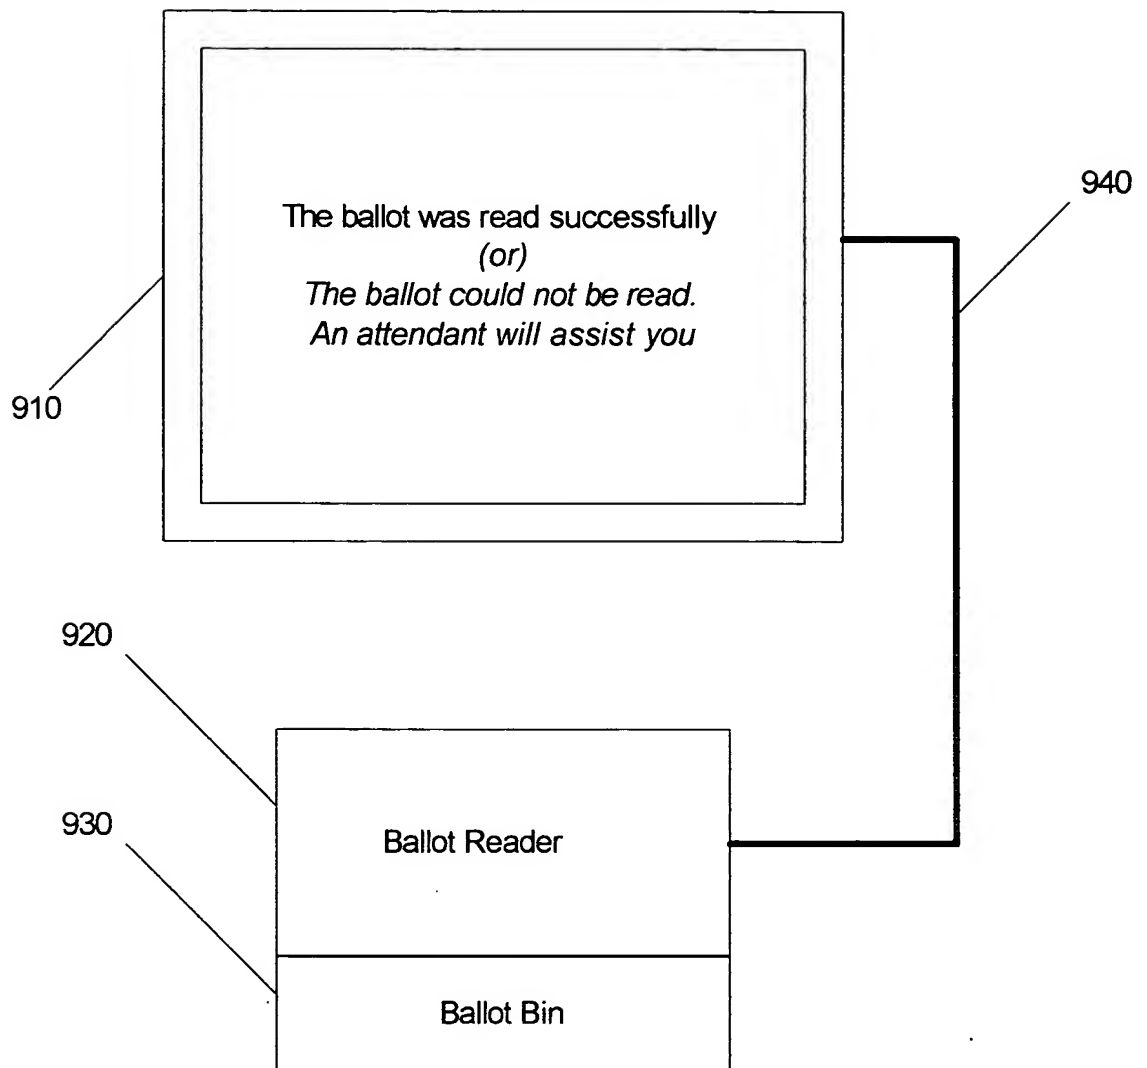 The ballot was read successfully
(or)
The ballot could not be read.
An attendant will assist you
940
910
920
930
Ballot Reader
Ballot Bin